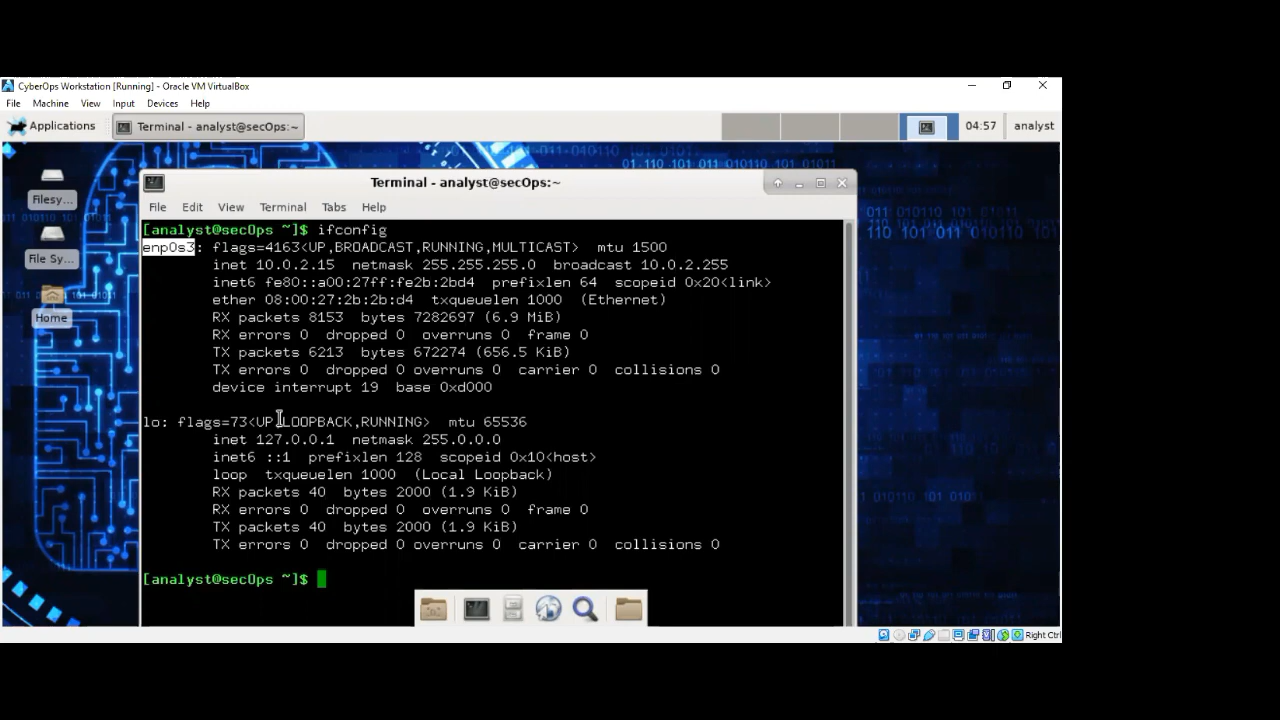 CyberOps Workstation [Running] - Oracle VM VirtualBox
File Machine View Input Devices Help
Applications Terminal - analyst@secOps:~ 04:57 analyst
Terminal - analyst@secOps:~
File Edit View Terminal Tabs Help
Filesy...
File Sy...
Home
[analyst@secOps ~]$ ifconfig
enp0s3: flags=4163<UP,BROADCAST,RUNNING,MULTICAST>  mtu 1500
inet 10.0.2.15  netmask 255.255.255.0  broadcast 10.0.2.255
inet6 fe80::a00:27ff:fe2b:2bd4  prefixlen 64  scopeid 0x20<link>
ether 08:00:27:2b:2b:d4  txqueuelen 1000  (Ethernet)
RX packets 8153  bytes 7282697 (6.9 MiB)
RX errors 0  dropped 0  overruns 0  frame 0
TX packets 6213  bytes 672274 (656.5 KiB)
TX errors 0  dropped 0 overruns 0  carrier 0  collisions 0
device interrupt 19  base 0xd000
lo: flags=73<UP,LOOPBACK,RUNNING>  mtu 65536
inet 127.0.0.1  netmask 255.0.0.0
inet6 ::1  prefixlen 128  scopeid 0x10<host>
loop  txqueuelen 1000  (Local Loopback)
RX packets 40  bytes 2000 (1.9 KiB)
RX errors 0  dropped 0  overruns 0  frame 0
TX packets 40  bytes 2000 (1.9 KiB)
TX errors 0  dropped 0 overruns 0  carrier 0  collisions 0
[analyst@secOps ~]$
Right Ctrl